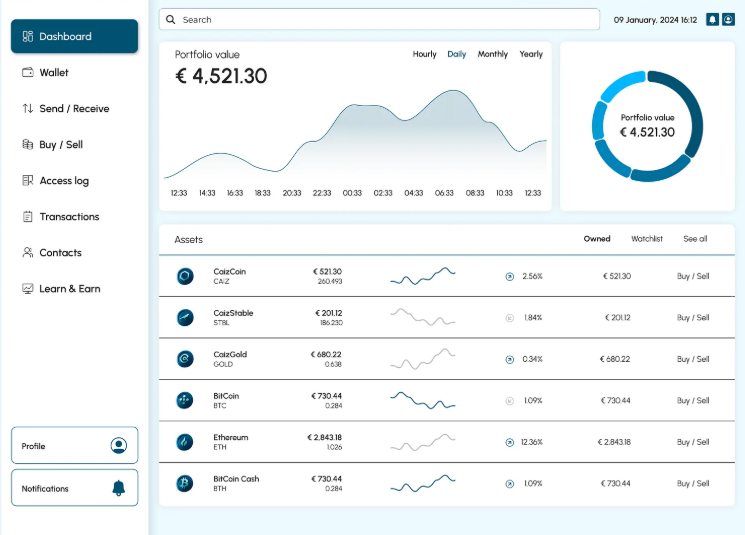 Dashboard
Wallet
Send / Receive
Buy / Sell
Access log
Transactions
Contacts
Learn & Earn
Profile
Notifications
Search
09 January, 2024 16:12
Portfolio value
€ 4,521.30
Hourly Daily Monthly Yearly
12:33 14:33 16:33 18:33 20:33 22:33 00:33 02:33 04:33 06:33 08:33 10:33 12:33
Portfolio value
€ 4,521.30
Assets Owned Watchlist See all
CaizCoin € 521.30 2.56% € 521.30 Buy / Sell
CAIZ 260.493
CaizStable € 201.12 1.84% € 201.12 Buy / Sell
STBL 186.230
CaizGold € 680.22 0.34% € 680.22 Buy / Sell
GOLD 0.638
BitCoin € 730.44 1.09% € 730.44 Buy / Sell
BTC 0.284
Ethereum € 2,843.18 12.36% € 2,843.18 Buy / Sell
ETH 1.026
BitCoin Cash € 730.44 1.09% € 730.44 Buy / Sell
BTH 0.284